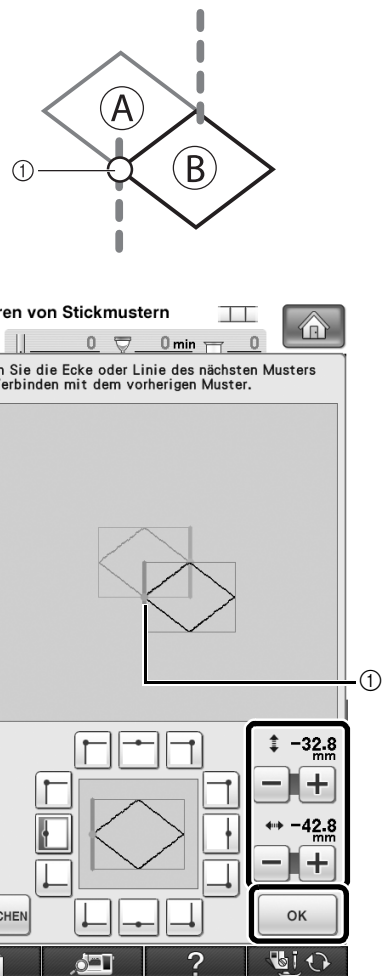 A
①
B
ren von Stickmustern
0 0 min 0
n Sie die Ecke oder Linie des nächsten Musters
erbinden mit dem vorherigen Muster.
①
-32.8
mm
- +
-42.8
mm
- +
CHEN
OK
?